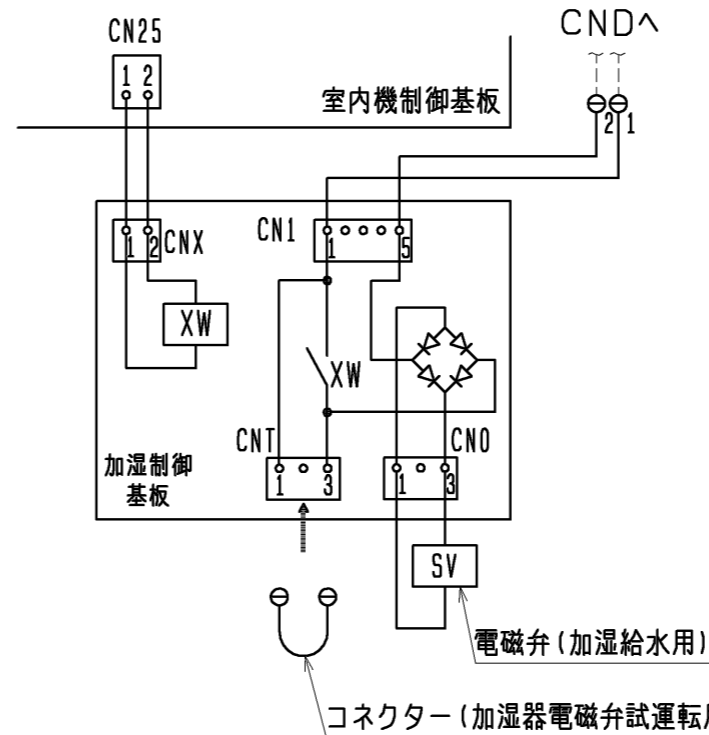 CN25
CNDへ
1 2
室内機制御基板
2 1
1 2
CNX
CN1
1 5
XW
XW
CNT
CNO
加湿制御
基板
1 3
1 3
SV
電磁弁(加湿給水用)
コネクター(加湿器電磁弁試運転